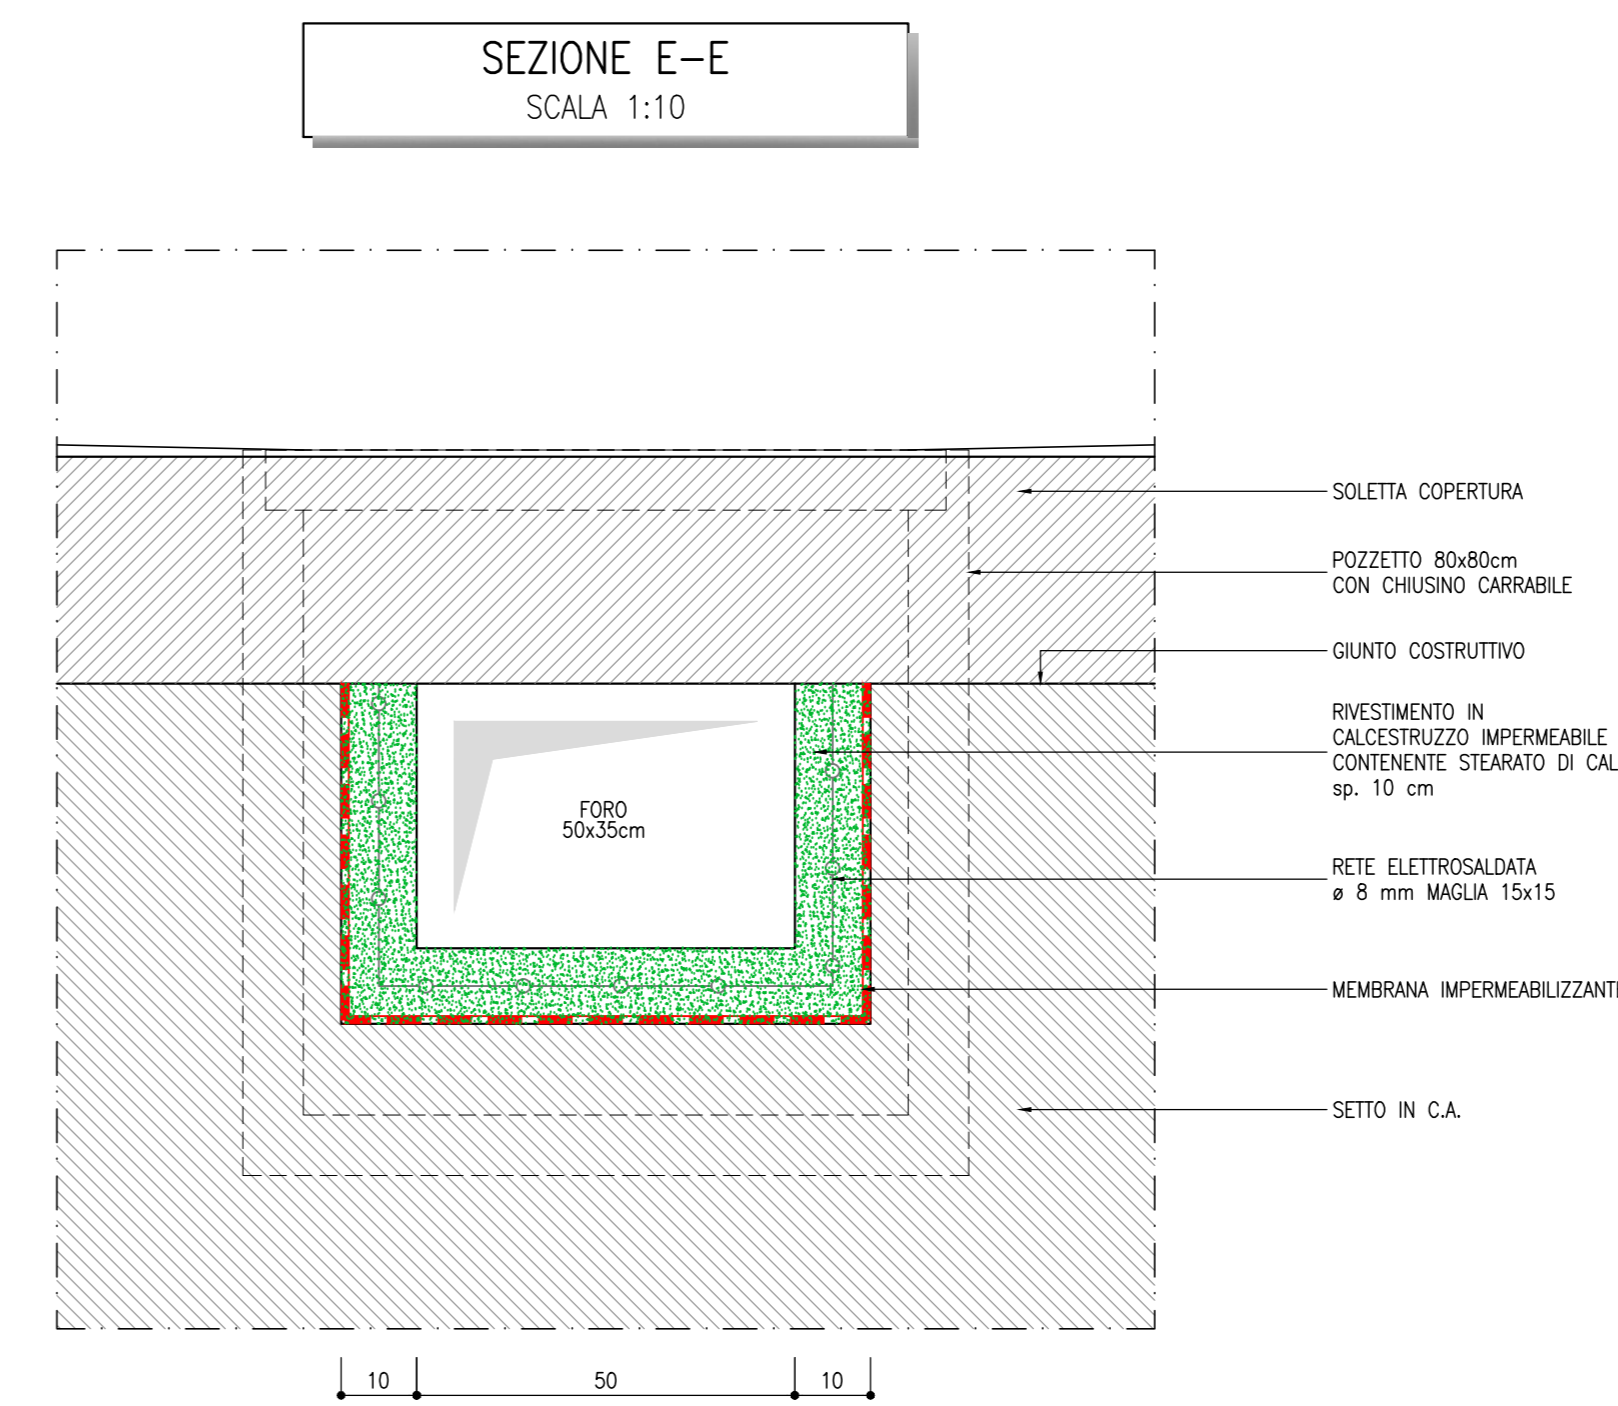 SEZIONE E-E
SCALA 1:10
SOLETTA COPERTURA
POZZETTO 80x80cm
CON CHIUSINO CARRABILE
GIUNTO COSTRUTTIVO
RIVESTIMENTO IN
CALCESTRUZZO IMPERMEABILE
CONTENENTE STEARATO DI CAL
sp. 10 cm
FORO
50x35cm
RETE ELETTROSALDATA
ø 8 mm MAGLIA 15x15
MEMBRANA IMPERMEABILIZZANT
SETTO IN C.A.
10 50 10